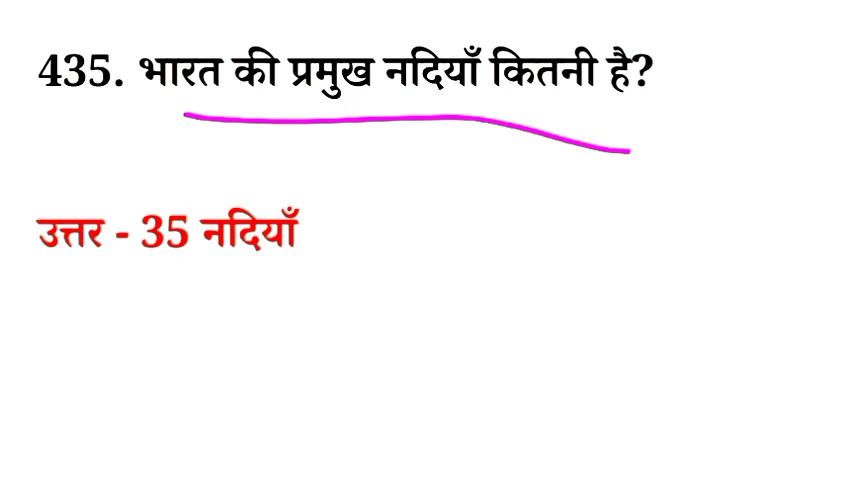 435. भारत की प्रमुख नदियाँ कितनी है?
उत्तर - 35 नदियाँ